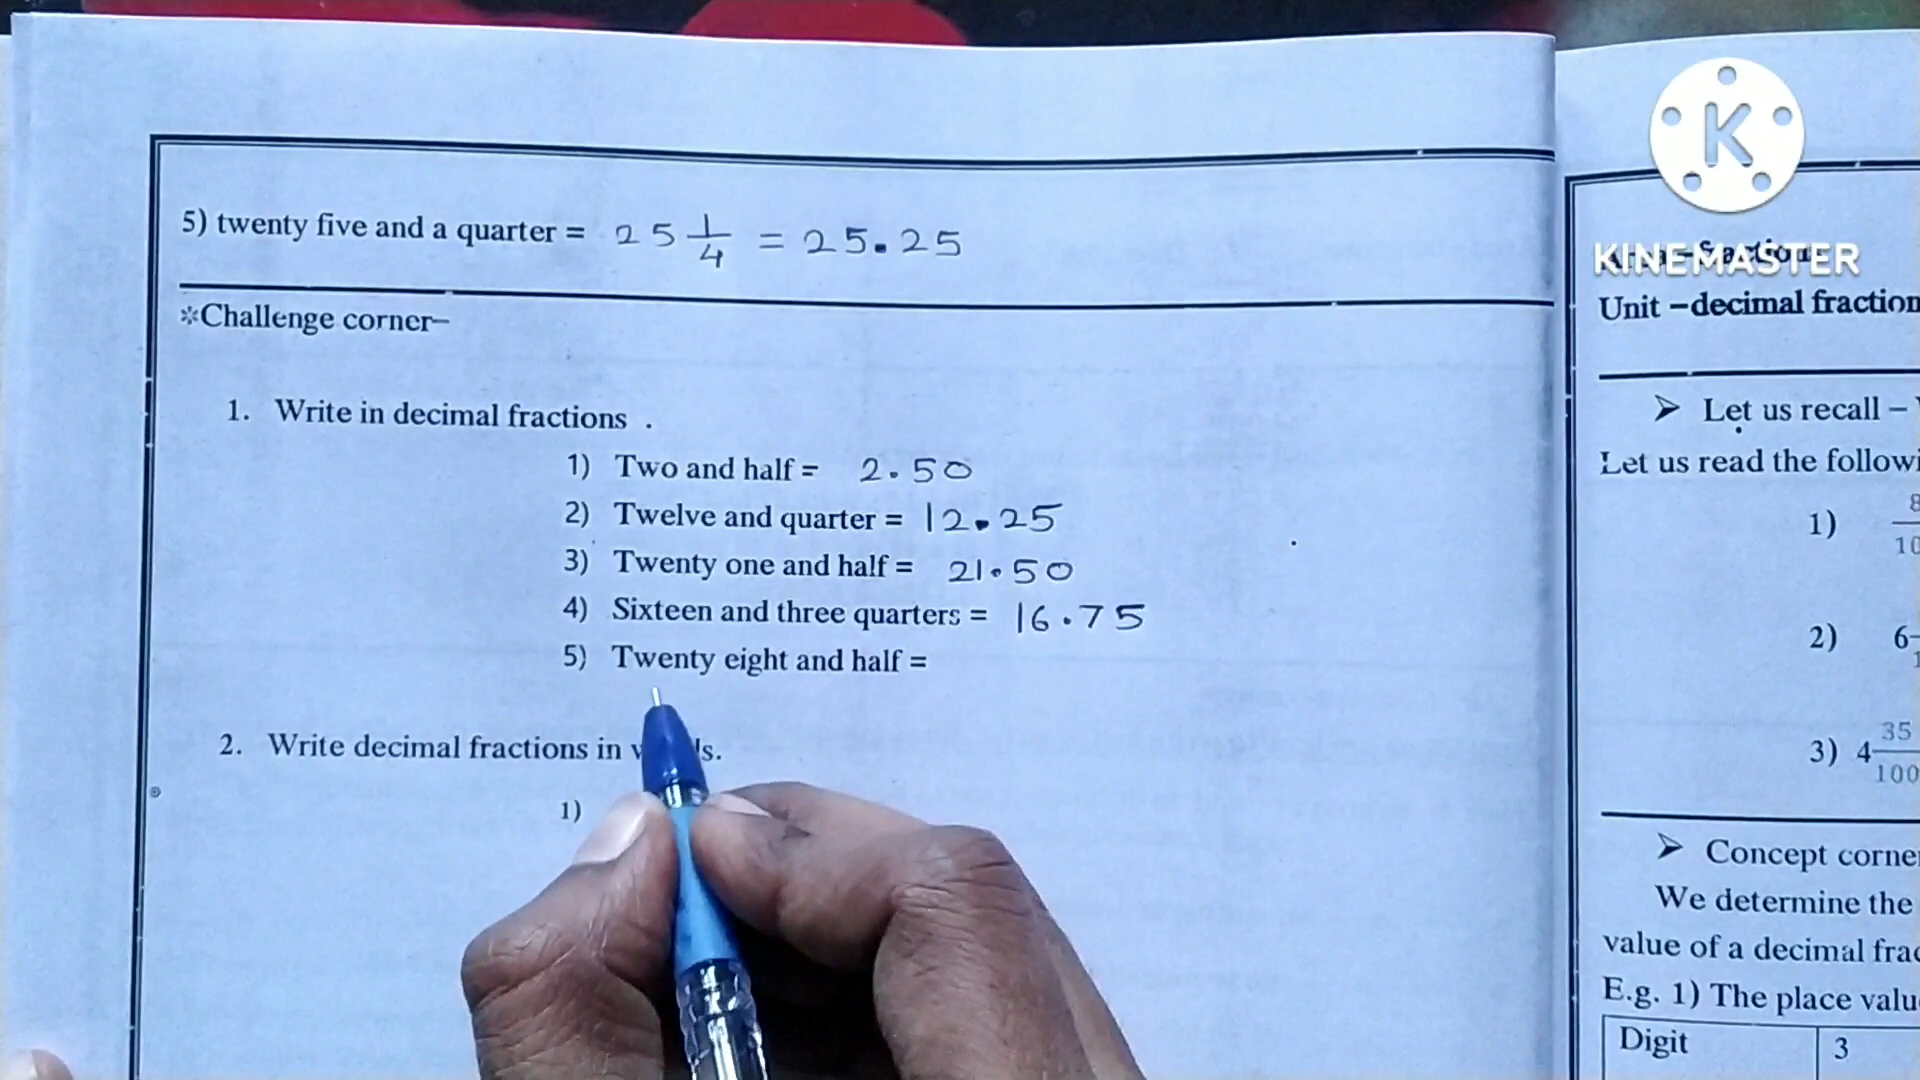 5) twenty five and a quarter = 25 1/4 = 25.25
※Challenge corner–
1. Write in decimal fractions .
1) Two and half = 2.50
2) Twelve and quarter = 12.25
3) Twenty one and half = 21.50
4) Sixteen and three quarters = 16.75
5) Twenty eight and half =
2. Write decimal fractions in
1)
K
KINEMASTER
Unit –decimal fraction
➤ Let us recall –
Let us read the
1) 8
10
2) 6
3) 4 35/100
➤ Concept
We determine the
value of a decimal
E.g. 1) The place
Digit 3